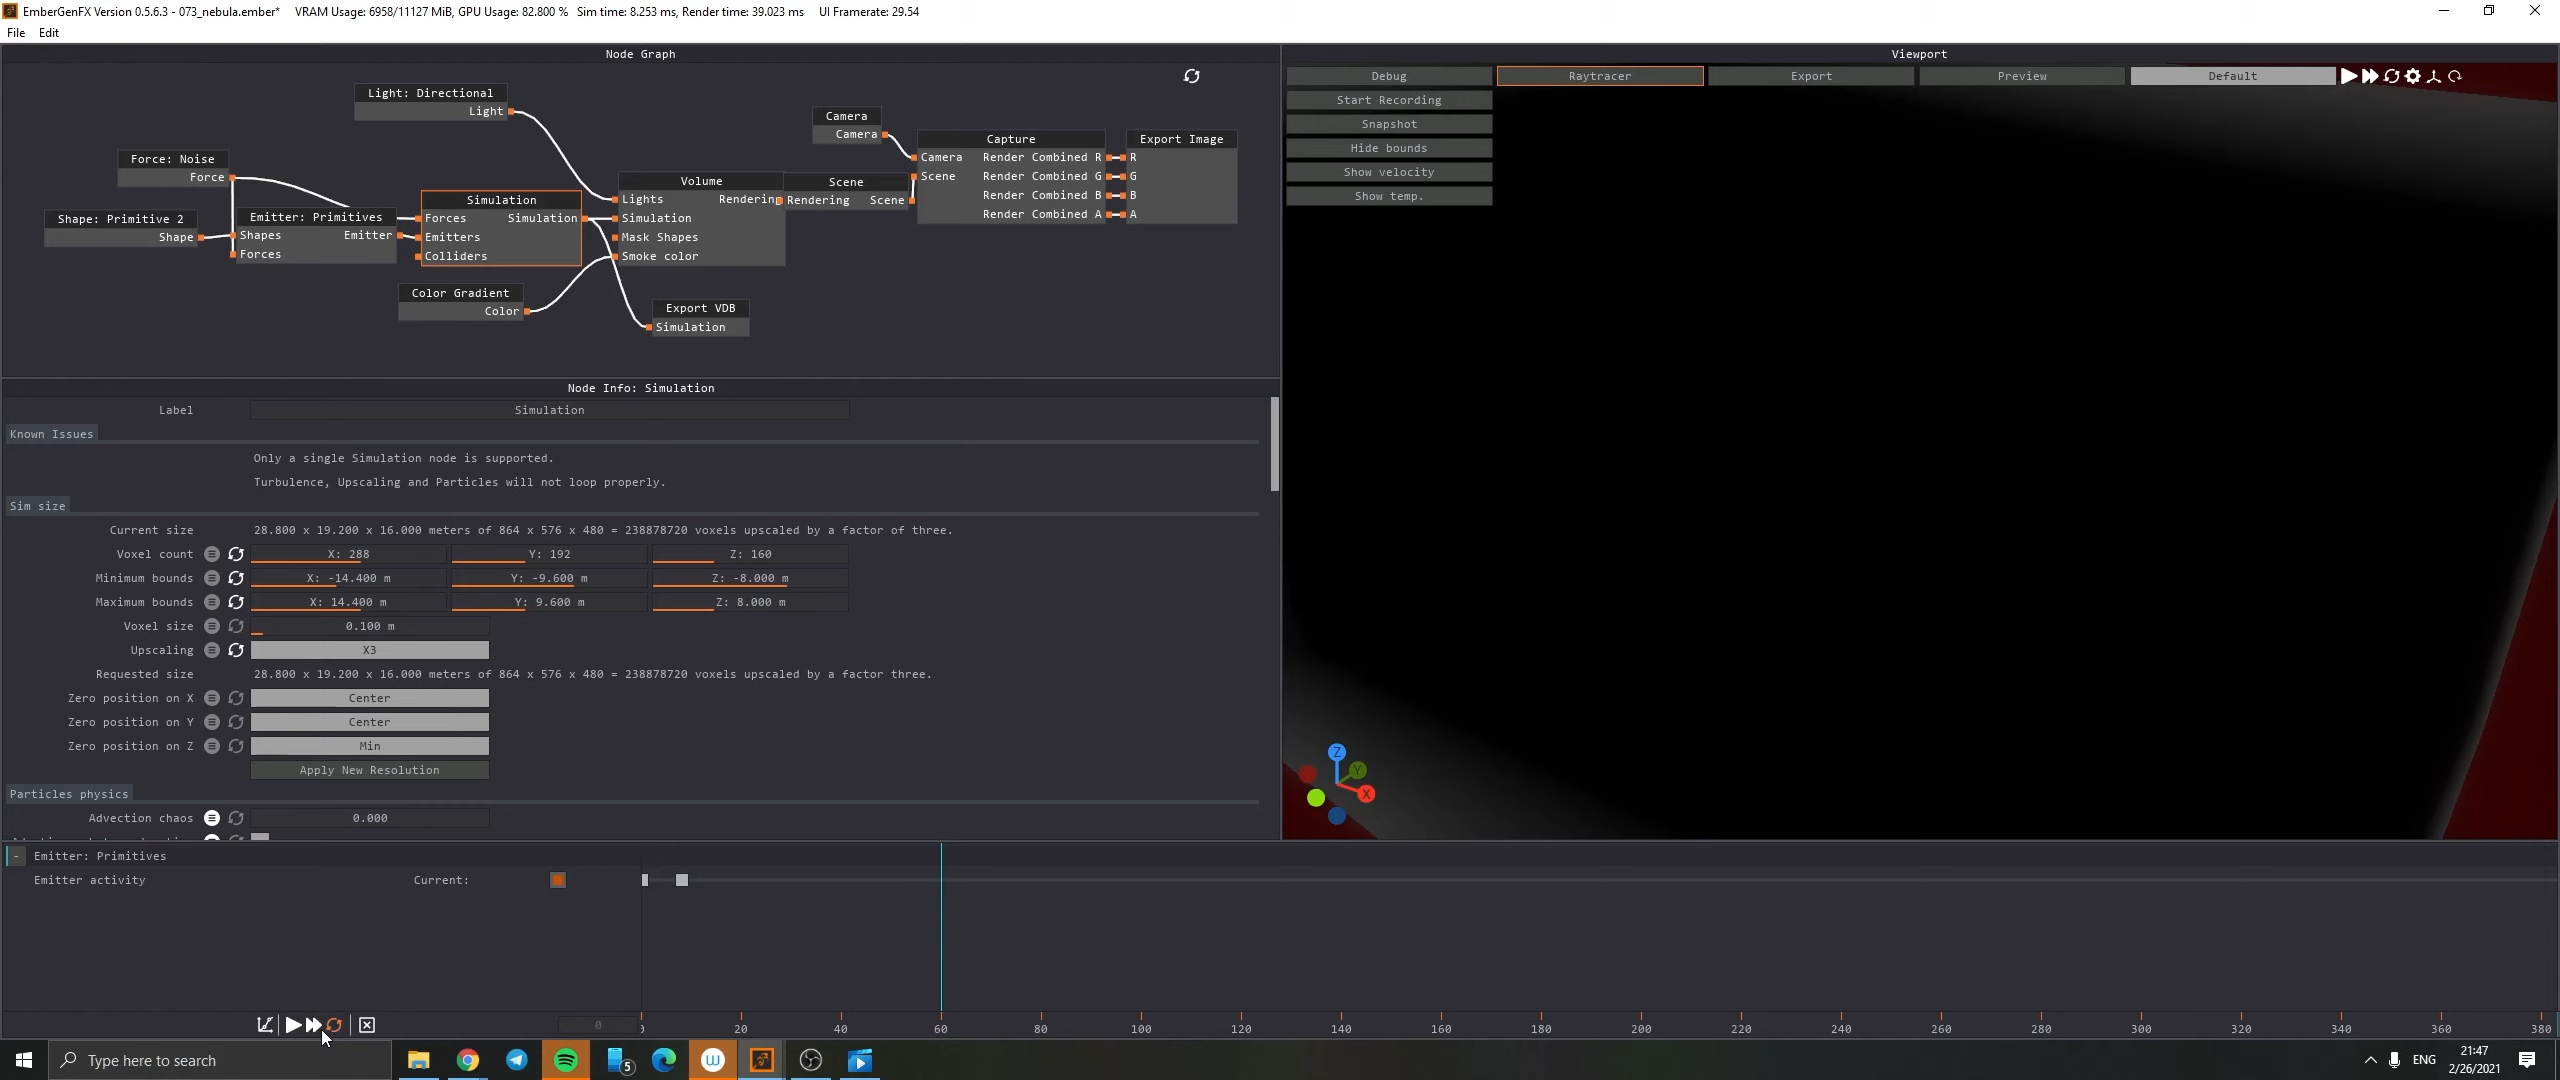 EmberGenFX Version 0.5.6.3 - 073_nebula.ember* VRAM Usage: 6958/11127 MiB, GPU Usage: 82.800 % Sim time: 8.253 ms, Render time: 39.023 ms UI Framerate: 29.54
File Edit
Node Graph
Light: Directional
Light
Force: Noise
Force
Shape: Primitive 2
Shape
Emitter: Primitives
Shapes Emitter
Forces
Simulation
Forces Simulation
Emitters
Colliders
Color Gradient
Color
Volume
Lights Rendering
Simulation
Mask Shapes
Smoke color
Export VDB
Simulation
Scene
Rendering Scene
Camera
Camera
Capture
Camera Render Combined R
Scene Render Combined G
Render Combined B
Render Combined A
Export Image
R
G
B
A
Node Info: Simulation
Label Simulation
Known Issues
Only a single Simulation node is supported.
Turbulence, Upscaling and Particles will not loop properly.
Sim size
Current size 28.800 x 19.200 x 16.000 meters of 864 x 576 x 480 = 238878720 voxels upscaled by a factor of three.
Voxel count X: 288 Y: 192 Z: 160
Minimum bounds X: -14.400 m Y: -9.600 m Z: -8.000 m
Maximum bounds X: 14.400 m Y: 9.600 m Z: 8.000 m
Voxel size 0.100 m
Upscaling X3
Requested size 28.800 x 19.200 x 16.000 meters of 864 x 576 x 480 = 238878720 voxels upscaled by a factor three.
Zero position on X Center
Zero position on Y Center
Zero position on Z Min
Apply New Resolution
Particles physics
Advection chaos 0.000
Viewport
Debug Raytracer Export Preview Default
Start Recording
Snapshot
Hide bounds
Show velocity
Show temp.
Z
Y
X
- Emitter: Primitives
Emitter activity Current:
0
20 40 60 80 100 120 140 160 180 200 220 240 260 280 300 320 340 360 380
Type here to search
5
ENG
21:47
2/26/2021